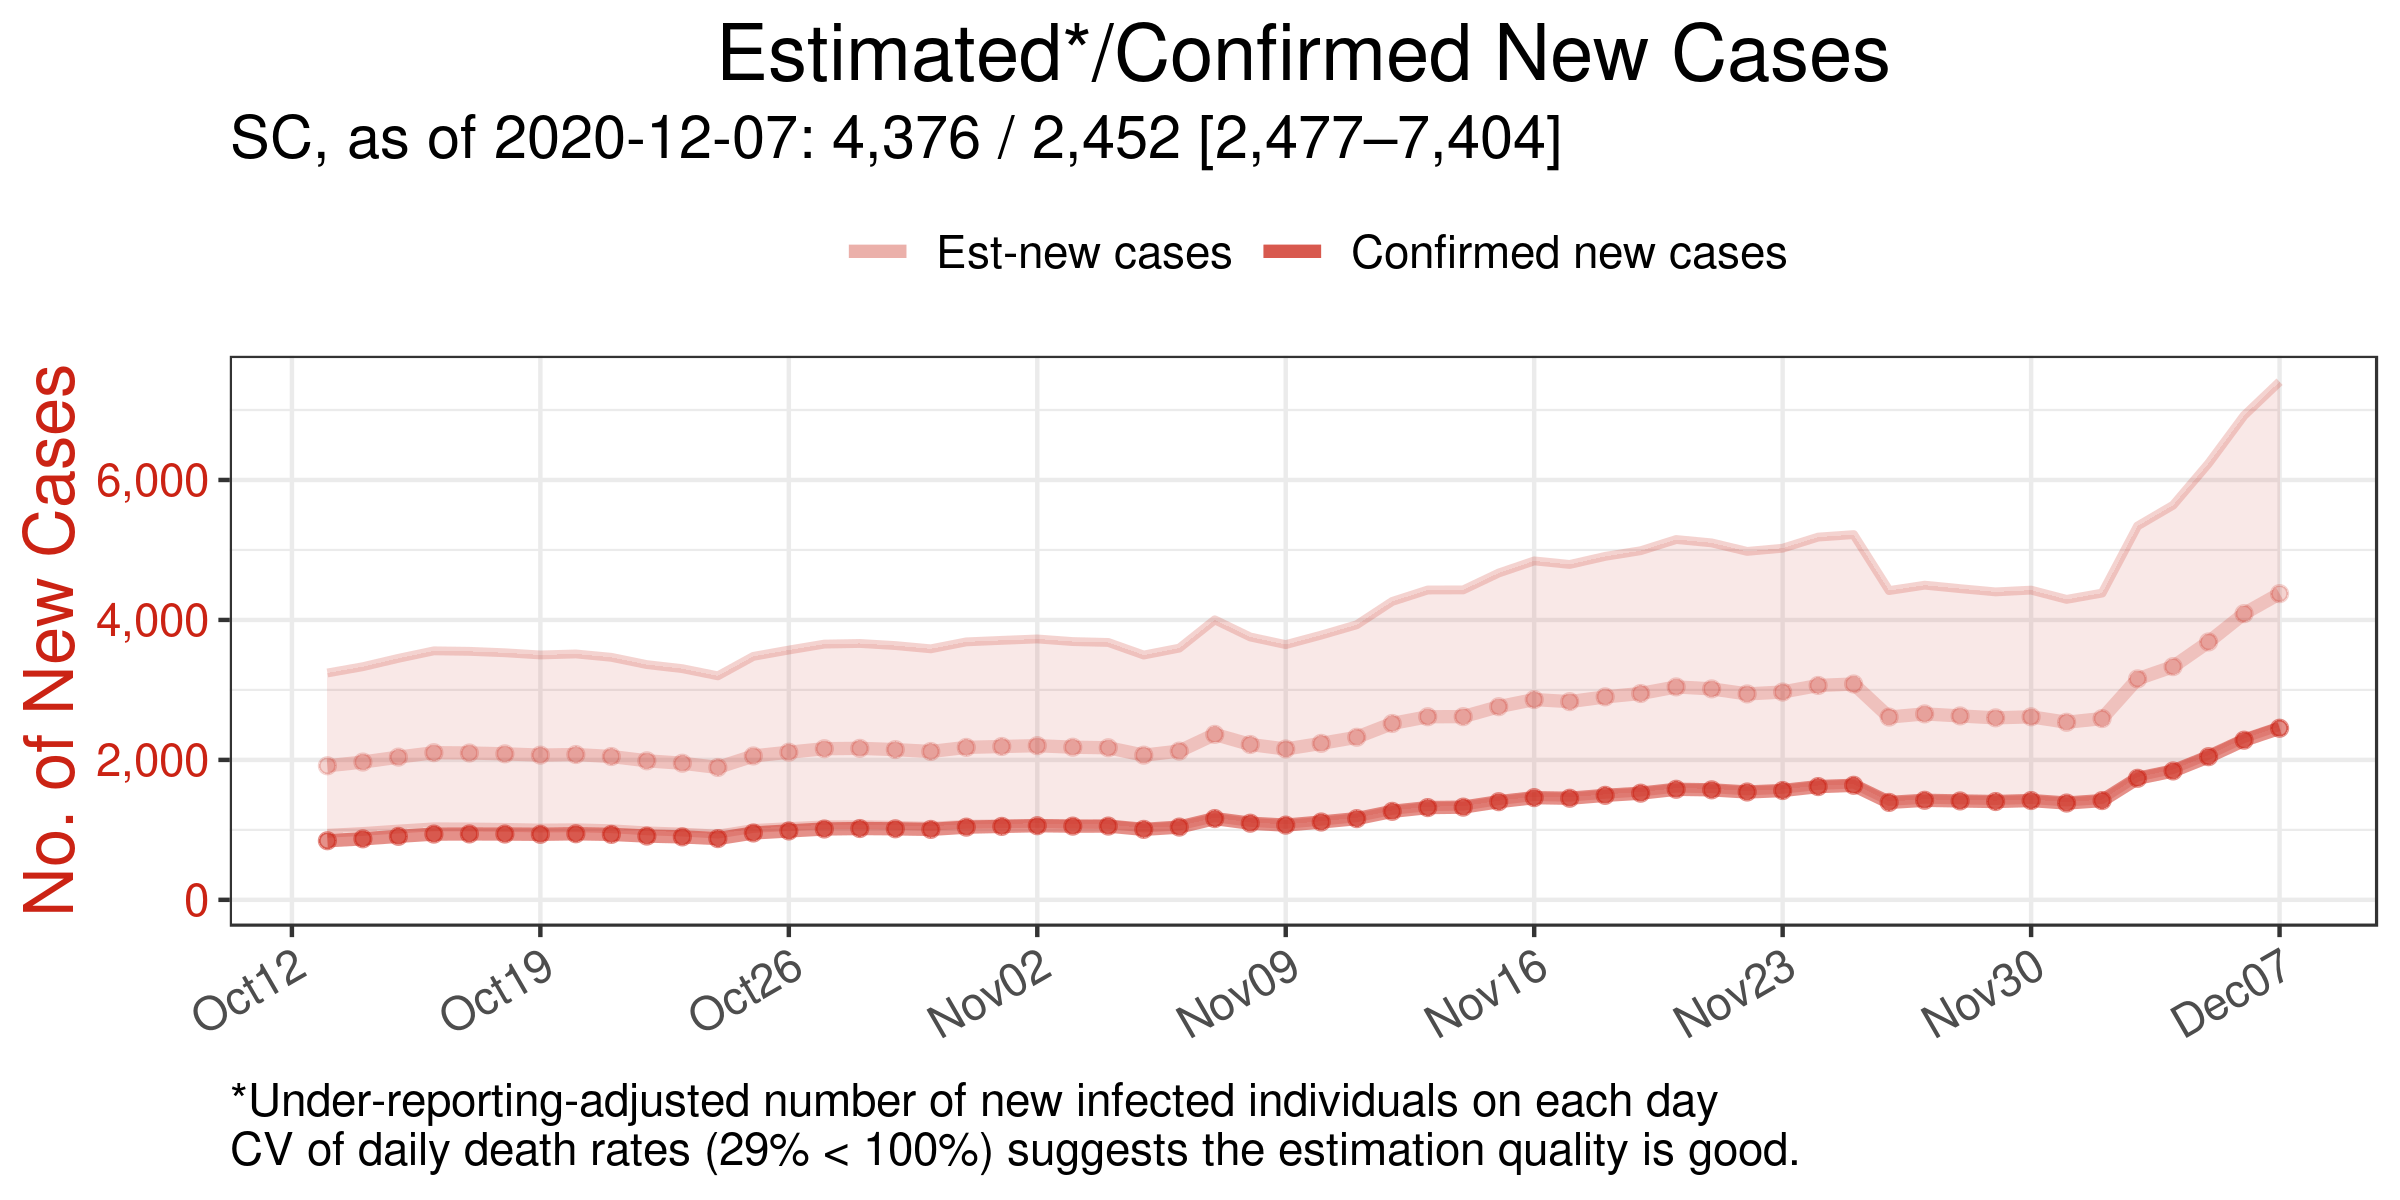 Estimated*/Confirmed New Cases
SC, as of 2020-12-07: 4,376 / 2,452 [2,477–7,404]
Est-new cases Confirmed new cases
No. of New Cases
6,000
4,000
2,000
0
Oct12 Oct19 Oct26 Nov02 Nov09 Nov16 Nov23 Nov30 Dec07
*Under-reporting-adjusted number of new infected individuals on each day
CV of daily death rates (29% < 100%) suggests the estimation quality is good.